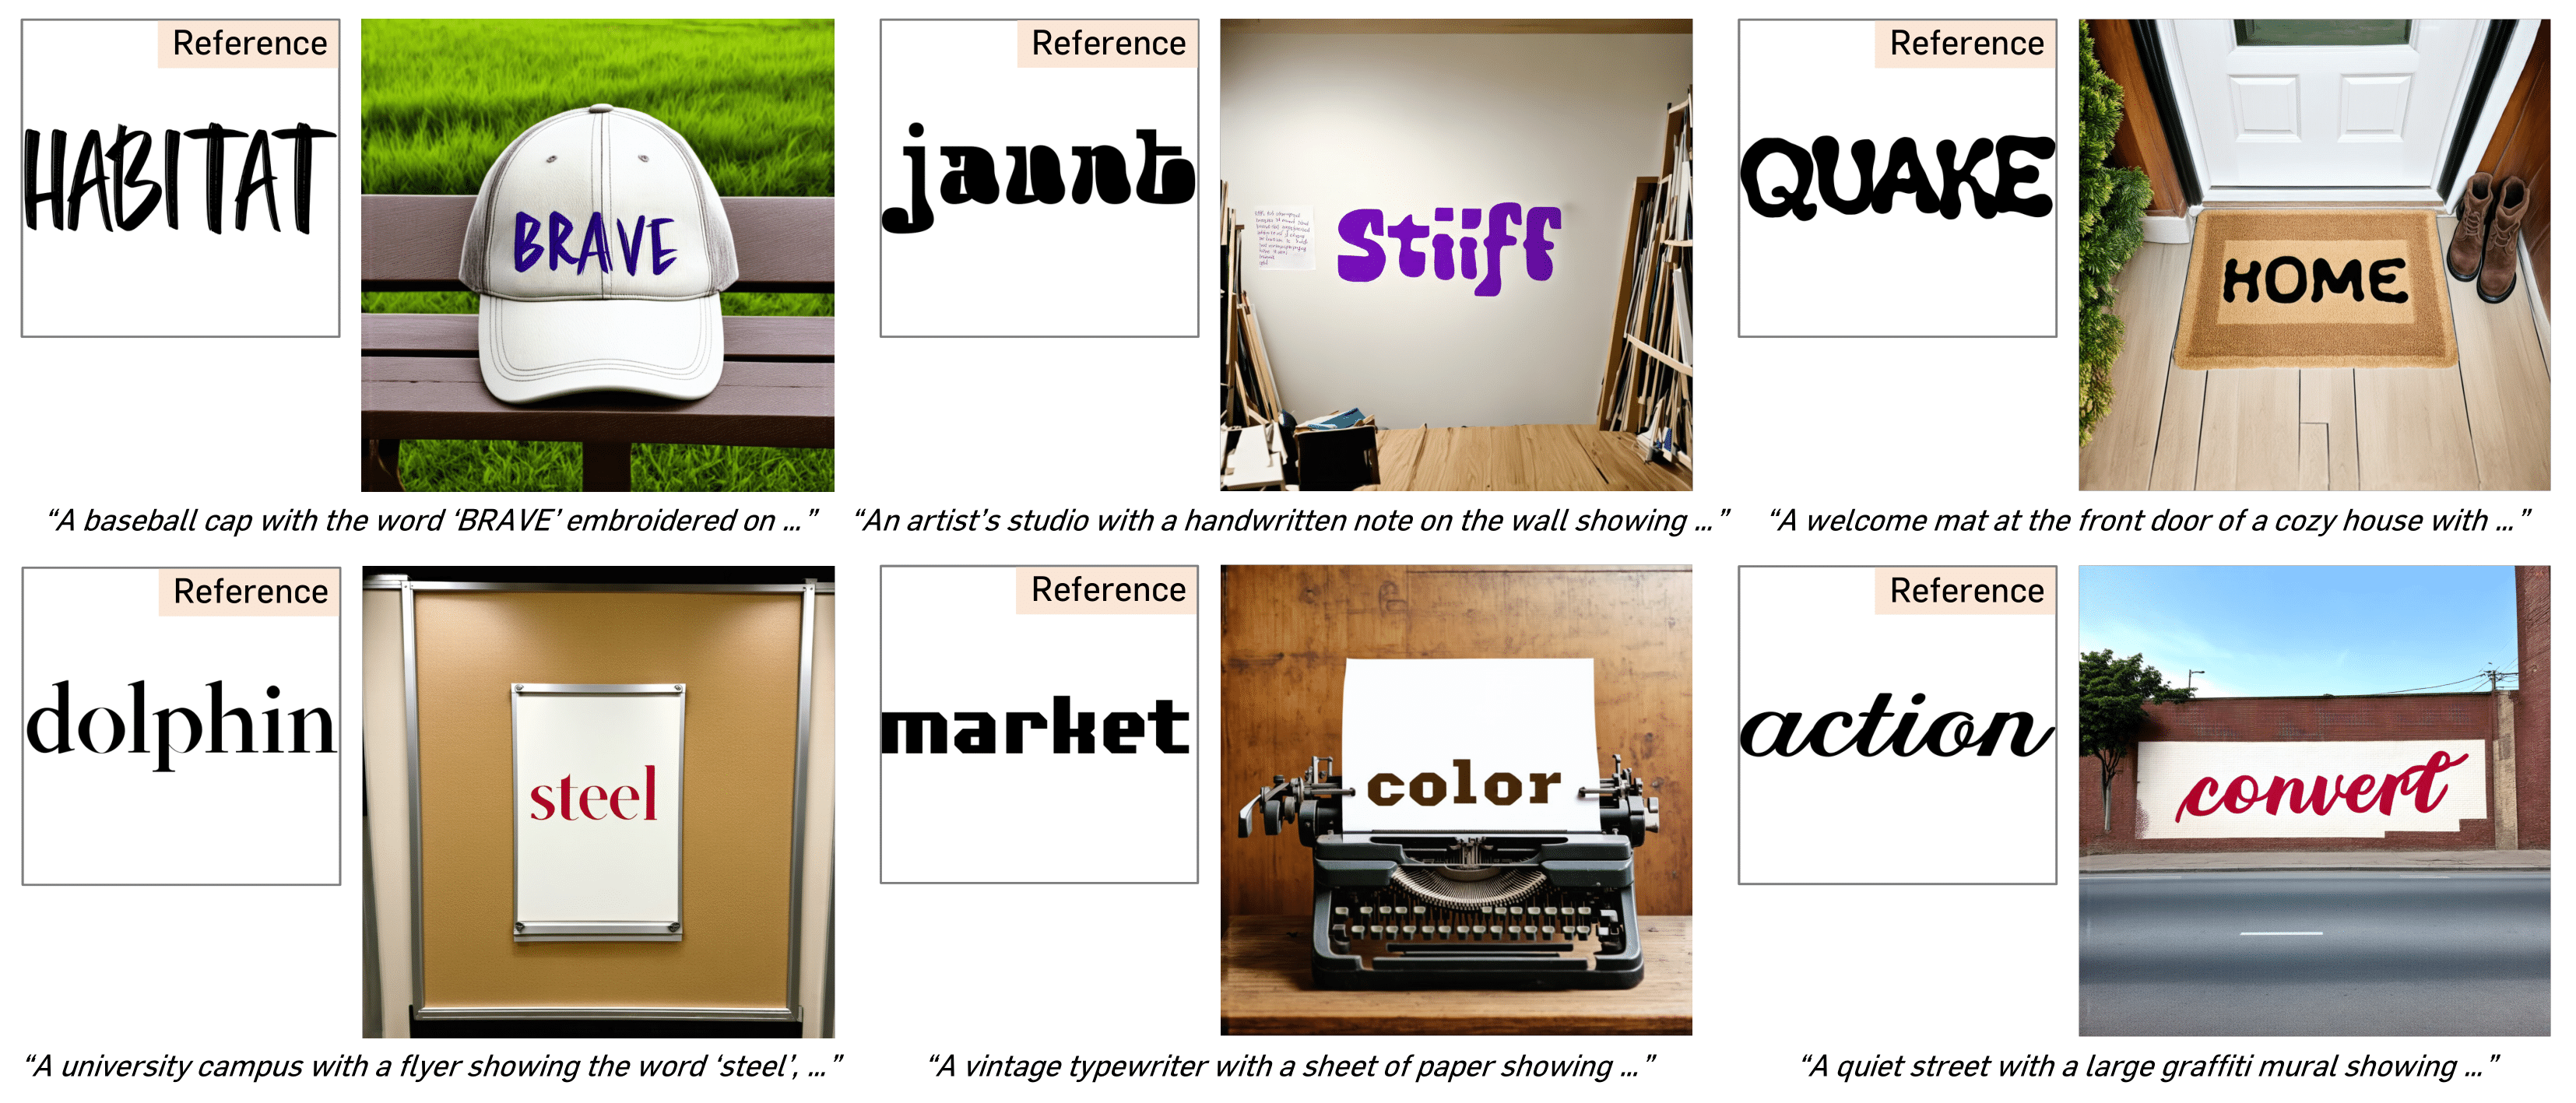 Reference
HABITAT
BRAVE
Reference
jaunt
Stiiff
Reference
QUAKE
HOME
“A baseball cap with the word ‘BRAVE’ embroidered on ...”
“An artist’s studio with a handwritten note on the wall showing ...”
“A welcome mat at the front door of a cozy house with ...”
Reference
dolphin
steel
Reference
market
color
Reference
action
convert
“A university campus with a flyer showing the word ‘steel’, ...”
“A vintage typewriter with a sheet of paper showing ...”
“A quiet street with a large graffiti mural showing ...”